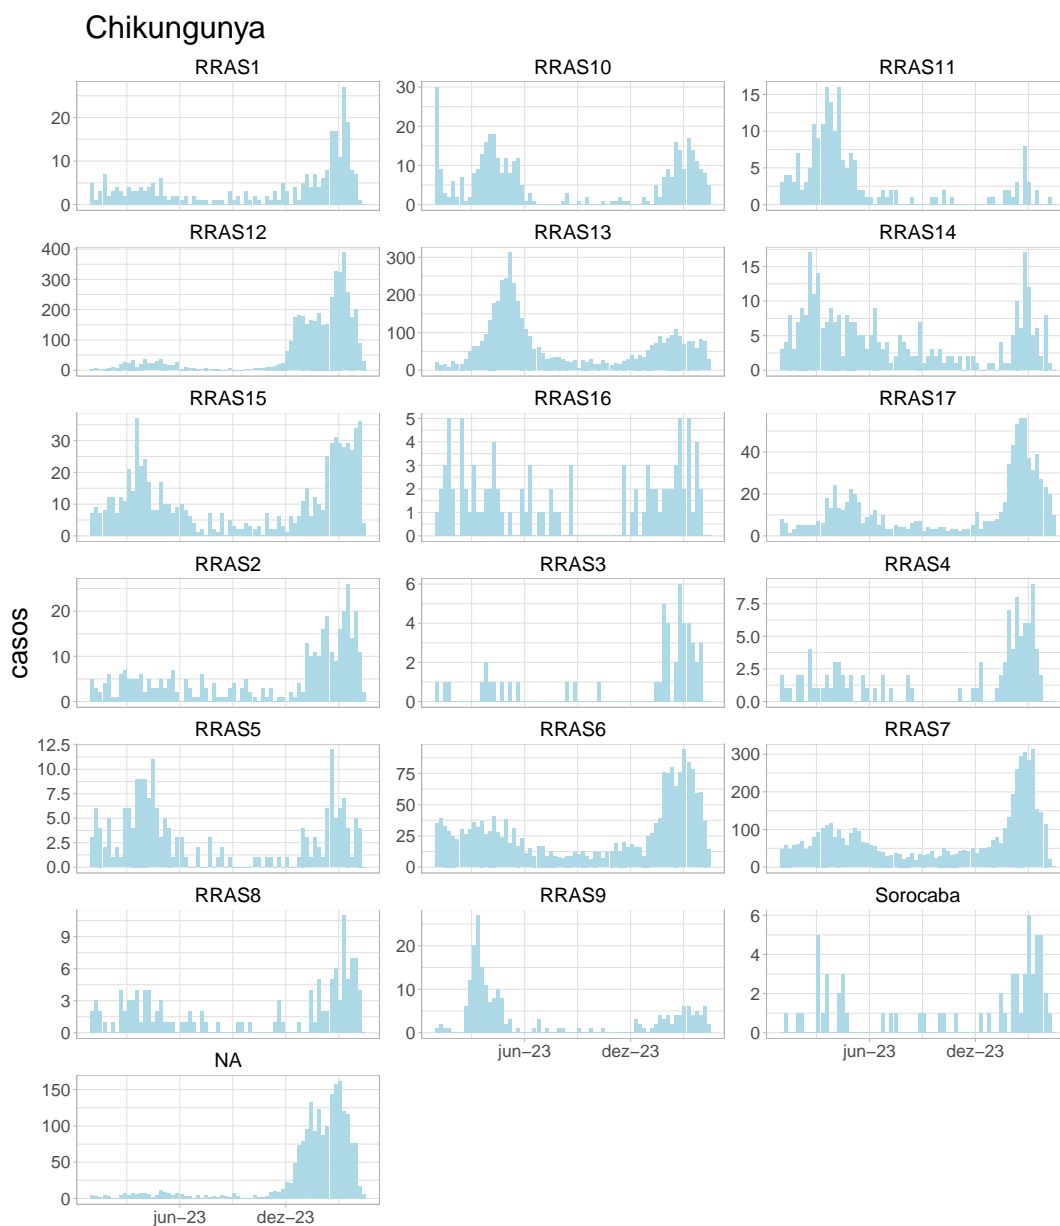 Chikungunya
RRAS1
RRAS10
RRAS11
20
10
0
30
20
10
0
15
10
5
0
RRAS12
RRAS13
RRAS14
400
300
200
100
0
300
200
100
0
15
10
5
0
RRAS15
RRAS16
RRAS17
30
20
10
0
5
4
3
2
1
0
40
20
0
RRAS2
RRAS3
RRAS4
20
10
0
6
4
2
0
7.5
5.0
2.5
0.0
casos
RRAS5
RRAS6
RRAS7
12.5
10.0
7.5
5.0
2.5
0.0
75
50
25
0
300
200
100
0
RRAS8
RRAS9
Sorocaba
9
6
3
0
20
10
0
6
4
2
0
jun−23
dez−23
jun−23
dez−23
NA
150
100
50
0
jun−23
dez−23